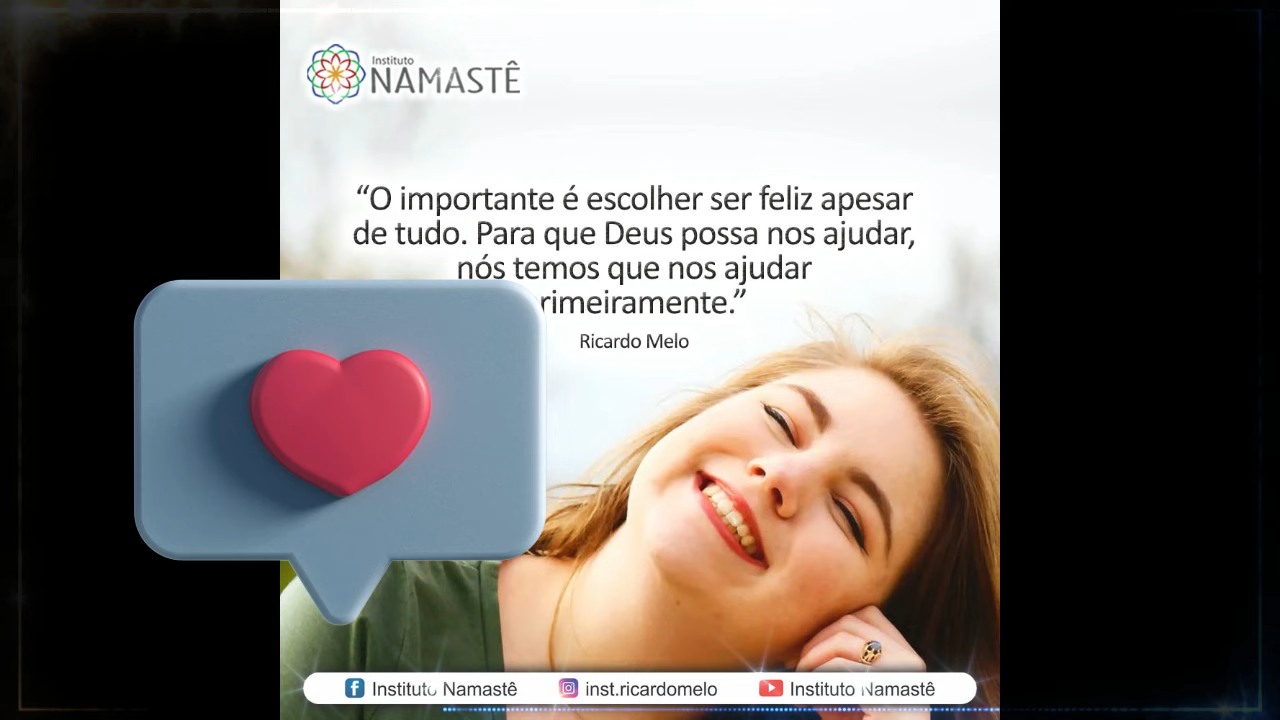 Instituto
NAMASTÊ
“O importante é escolher ser feliz apesar
de tudo. Para que Deus possa nos ajudar,
nós temos que nos ajudar
rimeiramente.”
Ricardo Melo
Instituto Namastê
inst.ricardomelo
Instituto Namastê